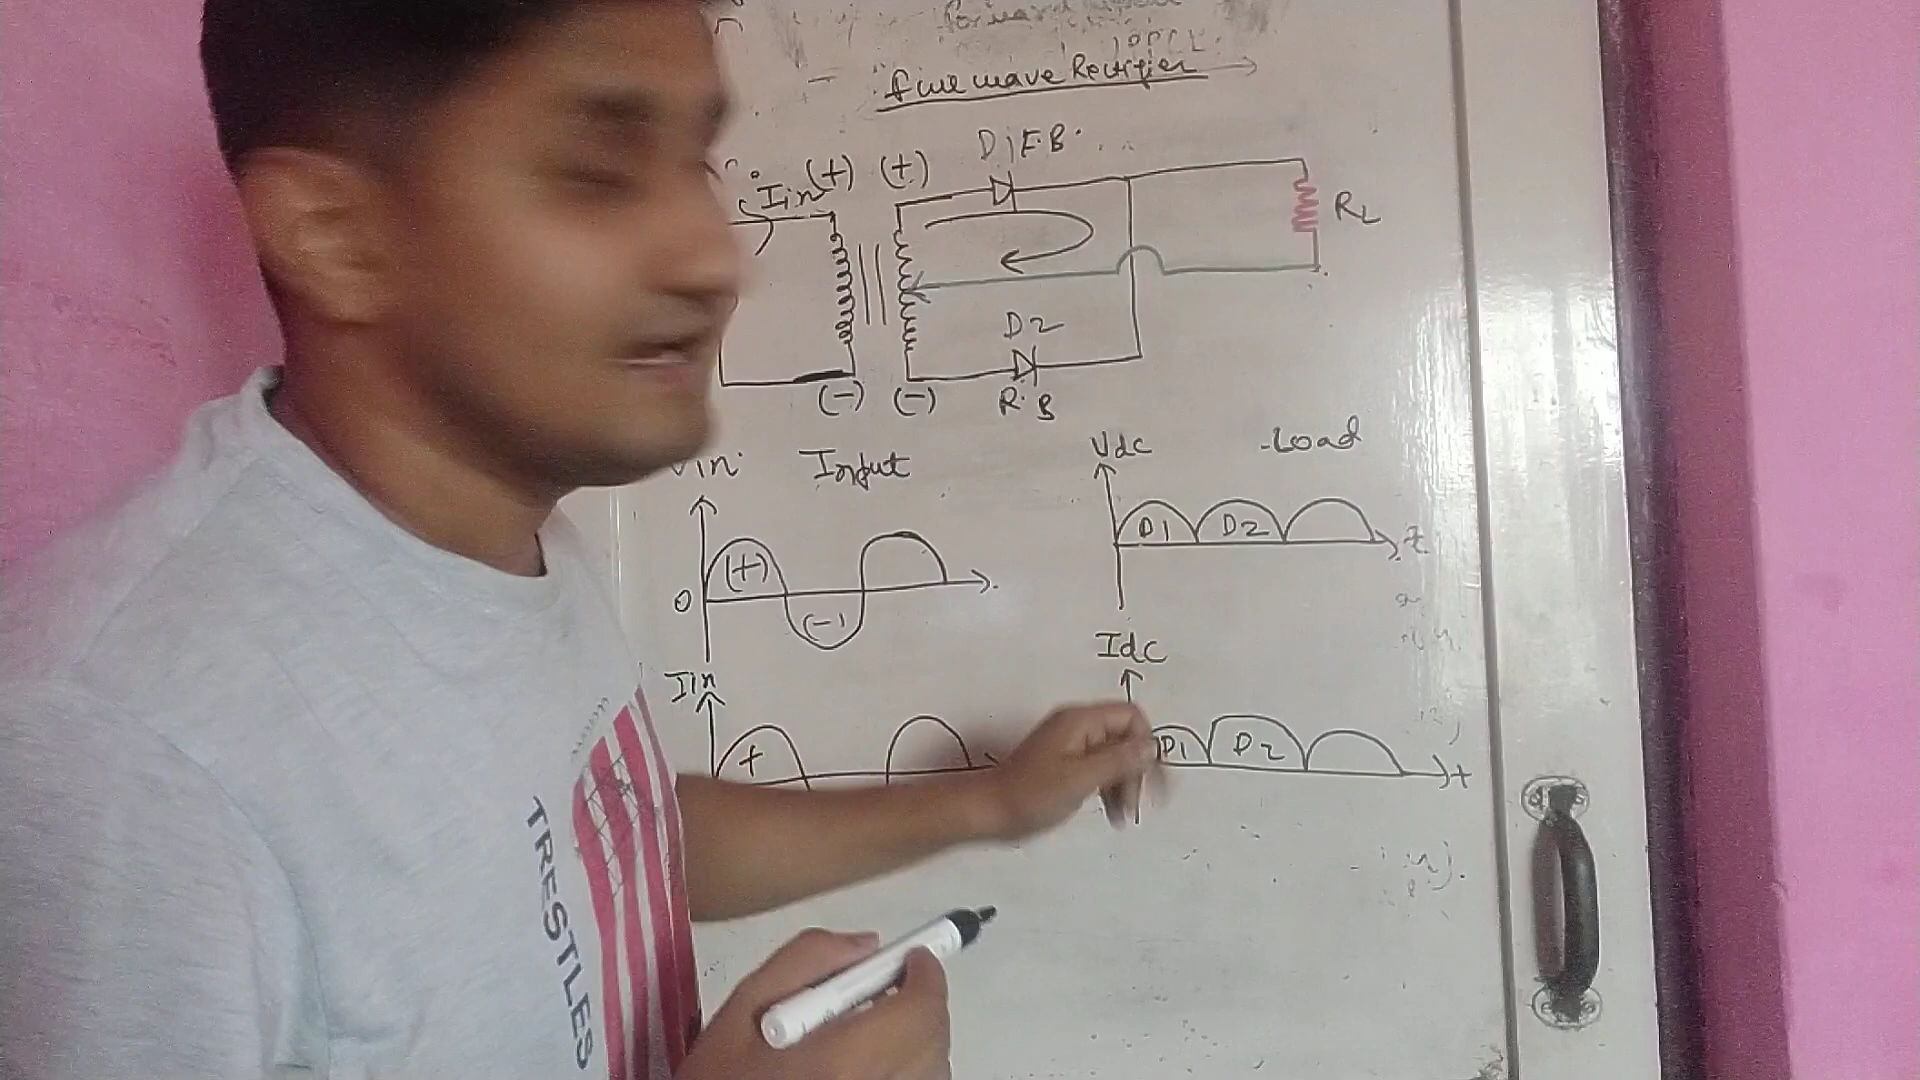 forward
full wave Rectifier
D1 F.B.
Iin (+) (+)
RL
D2
(-) (-) R.B
Vin Input
Vdc -Load
(+)
0
(-)
D1 D2
t
Iin
Idc
+
D1 D2
t
TRESTLES